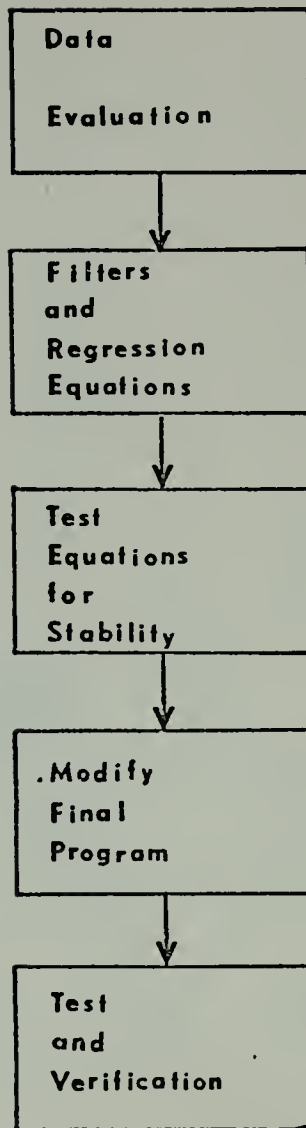 Data
Evaluation
Filters
and
Regression
Equations
Test
Equations
for
Stability
.Modify
Final
Program
Test
and
Verification